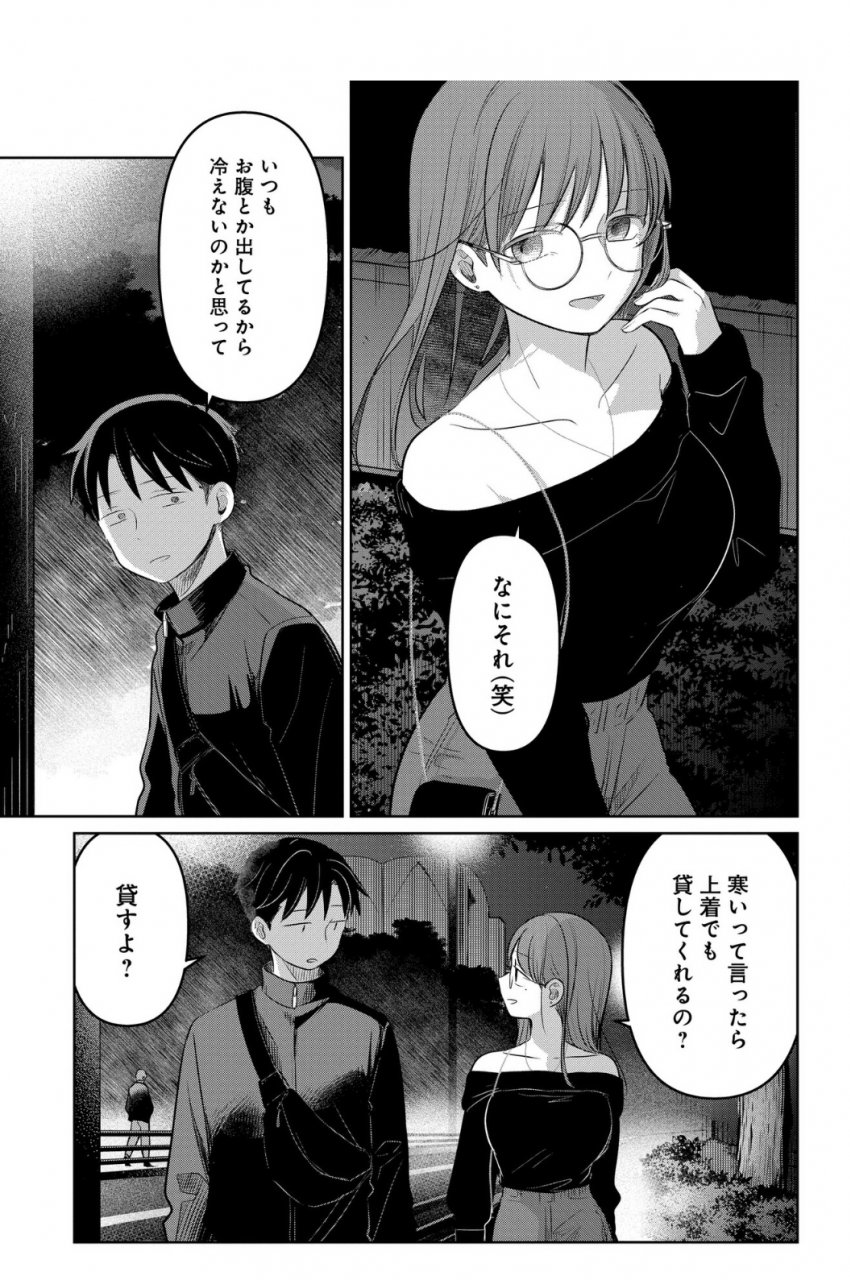 なにそれ(笑)
いつも
お腹とか出してるから
冷えないのかと思って
寒いって言ったら
上着でも
貸してくれるの？
貸すよ？